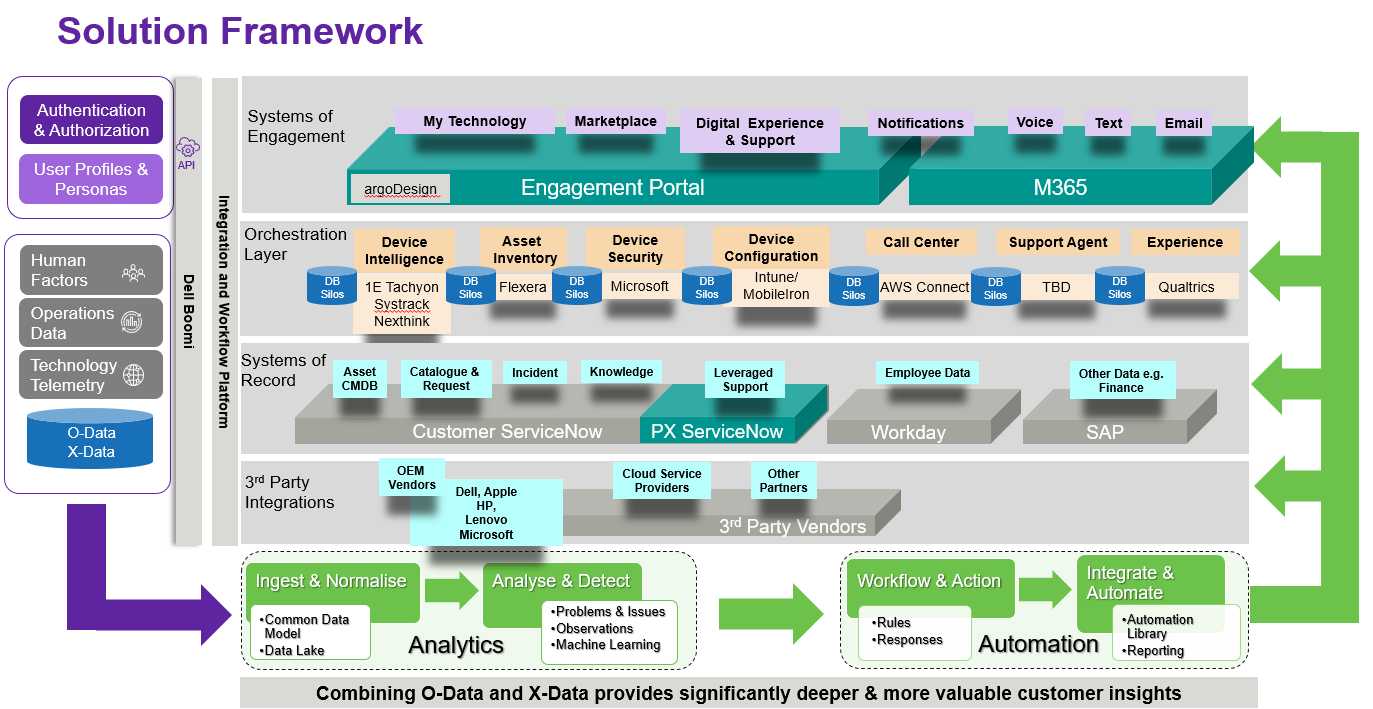 Solution Framework
Authentication
& Authorization
User Profiles &
Personas
API
Human
Factors
Operations
Data
Technology
Telemetry
O-Data
X-Data
Dell Boomi
Integration and Workflow Platform
Systems of
Engagement
My Technology
Marketplace
Digital Experience
& Support
Notifications
Voice
Text
Email
argoDesign
Engagement Portal
M365
Orchestration
Layer
Device
Intelligence
Asset
Inventory
Device
Security
Device
Configuration
Call Center
Support Agent
Experience
DB
Silos
1E Tachyon
Systrack
Nexthink
DB
Silos
Flexera
DB
Silos
Microsoft
DB
Silos
Intune/
MobileIron
DB
Silos
AWS Connect
DB
Silos
TBD
DB
Silos
Qualtrics
Systems of
Record
Asset
CMDB
Catalogue &
Request
Incident
Knowledge
Leveraged
Support
Employee Data
Other Data e.g.
Finance
Customer ServiceNow
PX ServiceNow
Workday
SAP
3rd Party
Integrations
OEM
Vendors
Dell, Apple
HP,
Lenovo
Microsoft
Cloud Service
Providers
Other
Partners
3rd Party Vendors
Ingest & Normalise
•Common Data
Model
•Data Lake
Analytics
Analyse & Detect
•Problems & Issues
•Observations
•Machine Learning
Workflow & Action
•Rules
•Responses
Automation
Integrate &
Automate
•Automation
Library
•Reporting
Combining O-Data and X-Data provides significantly deeper & more valuable customer insights